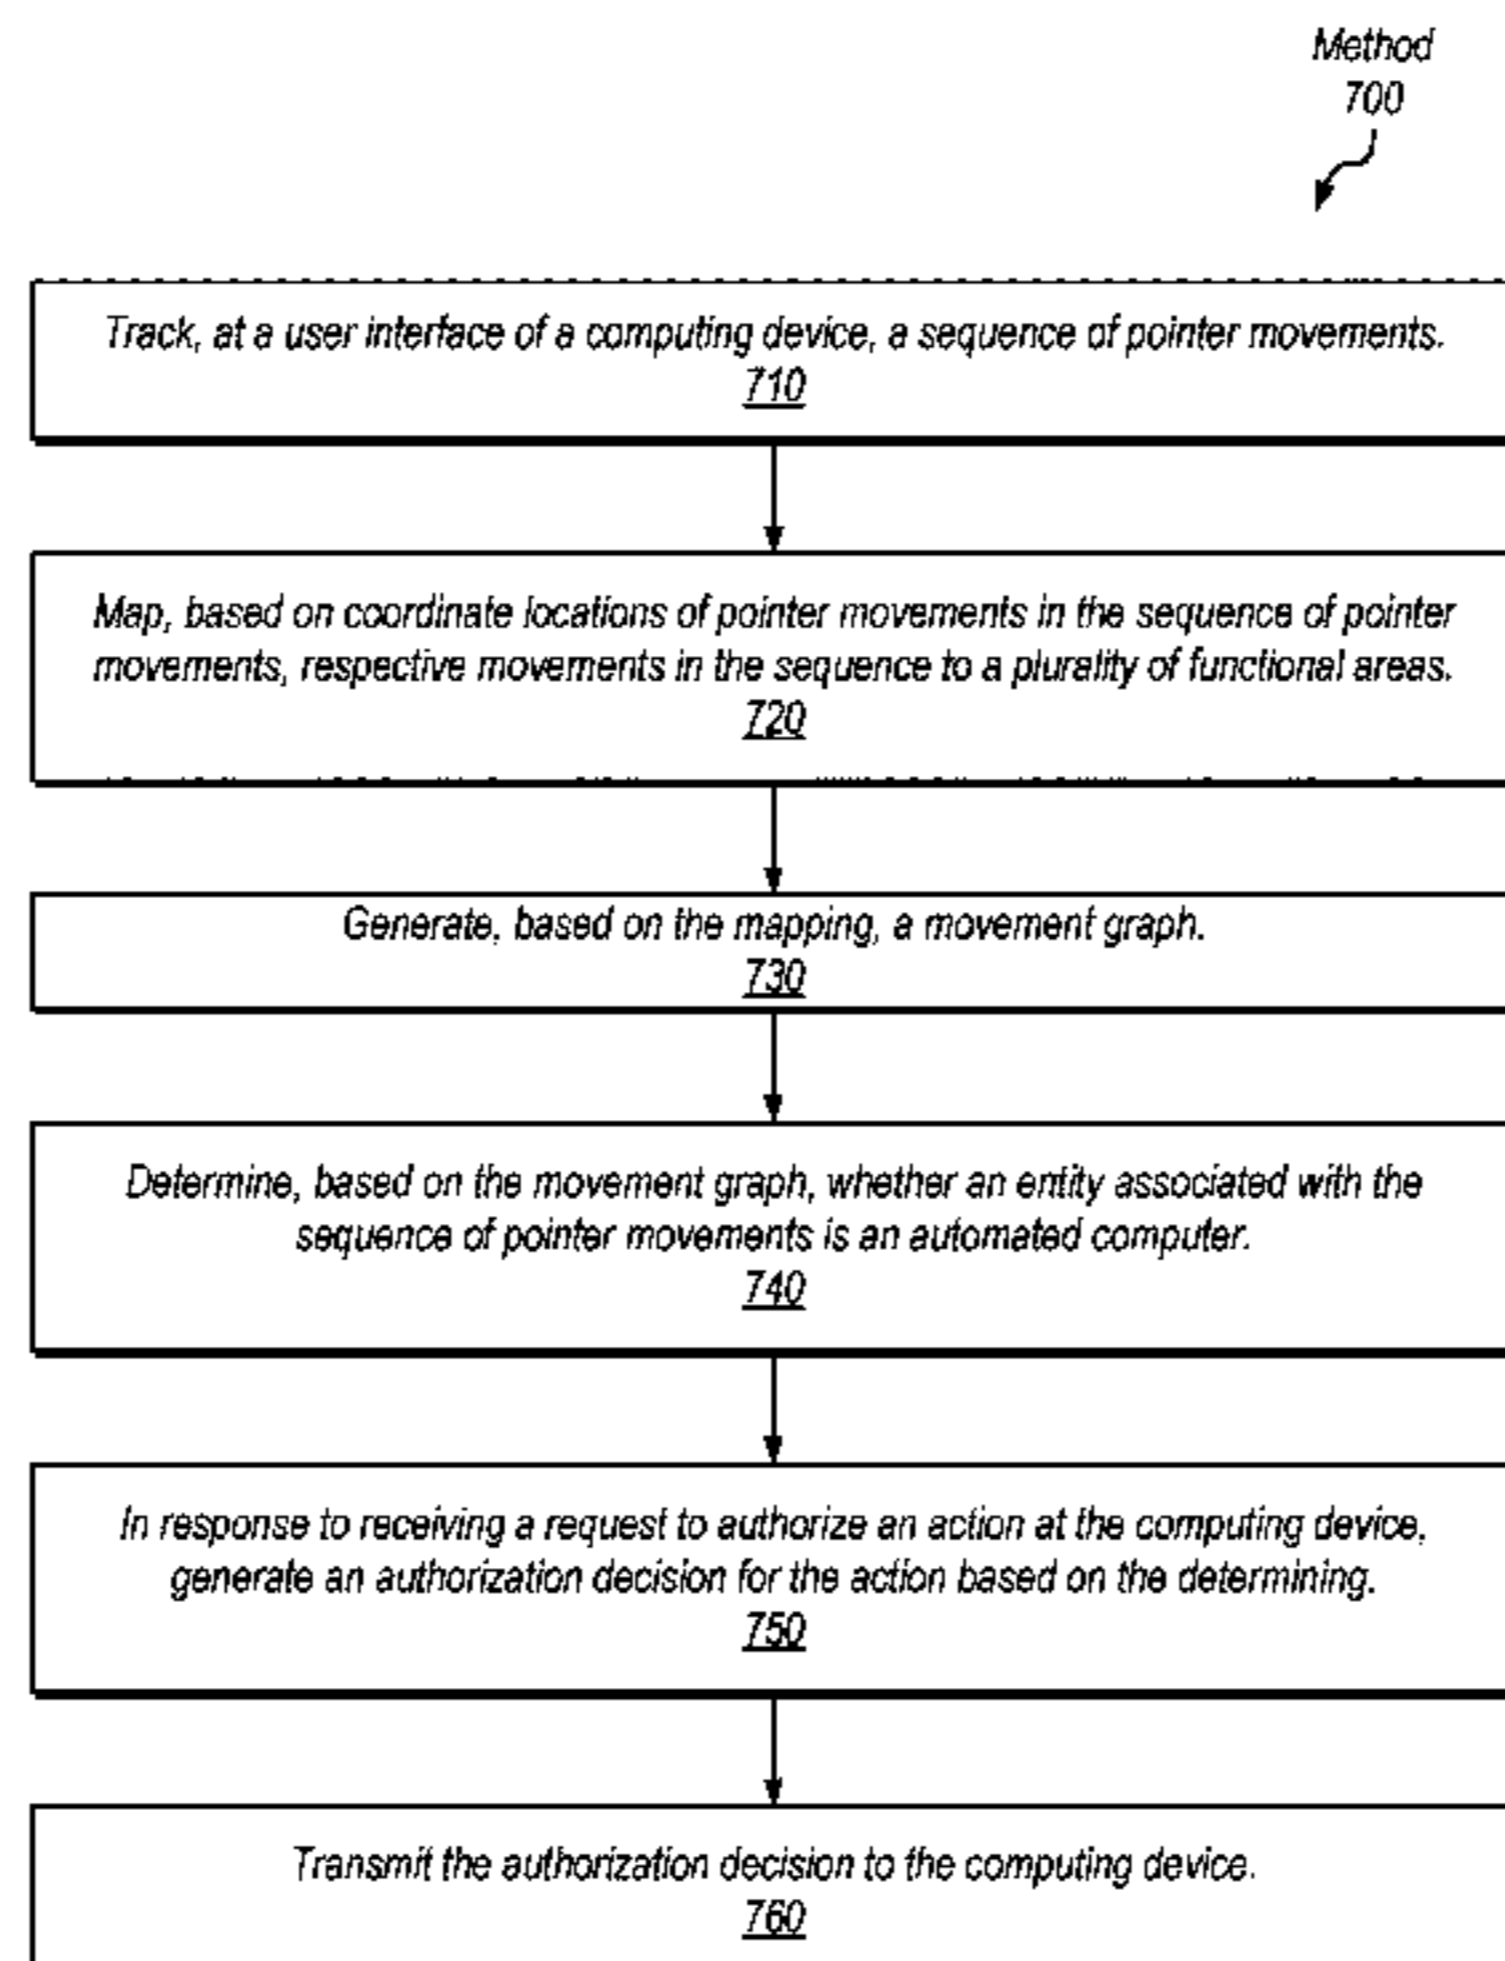 Method
700
Track, at a user interface of a computing device, a sequence of pointer movements.
710
Map, based on coordinate locations of pointer movements in the sequence of pointer
movements, respective movements in the sequence to a plurality of functional areas.
720
Generate, based on the mapping, a movement graph.
730
Determine, based on the movement graph, whether an entity associated with the
sequence of pointer movements is an automated computer.
740
In response to receiving a request to authorize an action at the computing device,
generate an authorization decision for the action based on the determining.
750
Transmit the authorization decision to the computing device.
760